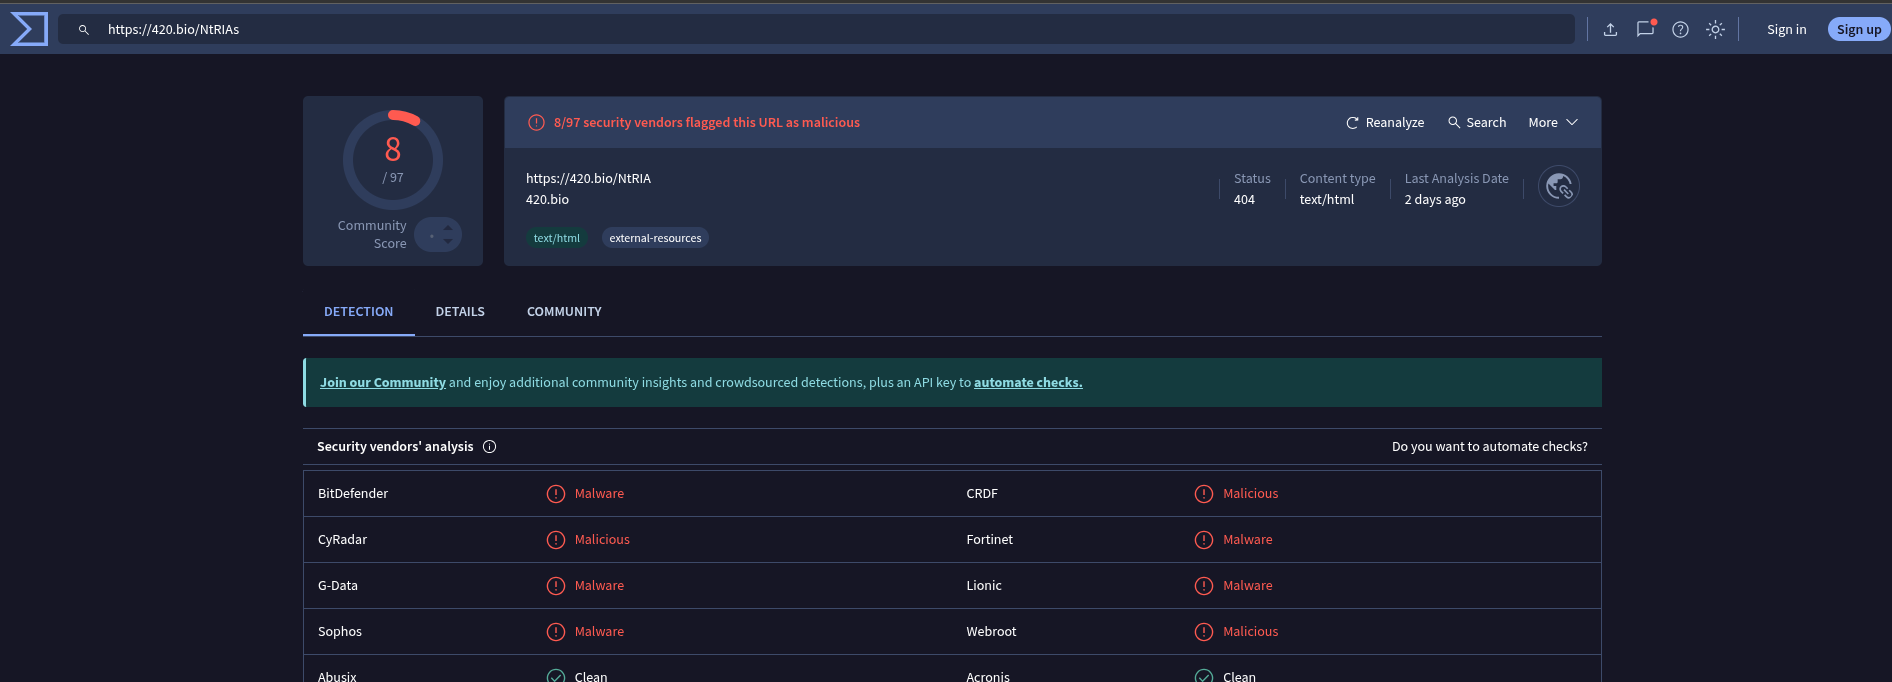 https://420.bio/NtRIAs
Sign in
Sign up
8
/ 97
Community
Score
8/97 security vendors flagged this URL as malicious
Reanalyze
Search
More
https://420.bio/NtRIA
420.bio
text/html
external-resources
Status
404
Content type
text/html
Last Analysis Date
2 days ago
DETECTION
DETAILS
COMMUNITY
Join our Community and enjoy additional community insights and crowdsourced detections, plus an API key to automate checks.
Security vendors' analysis
Do you want to automate checks?
BitDefender
Malware
CRDF
Malicious
CyRadar
Malicious
Fortinet
Malware
G-Data
Malware
Lionic
Malware
Sophos
Malware
Webroot
Malicious
Abusix
Clean
Acronis
Clean